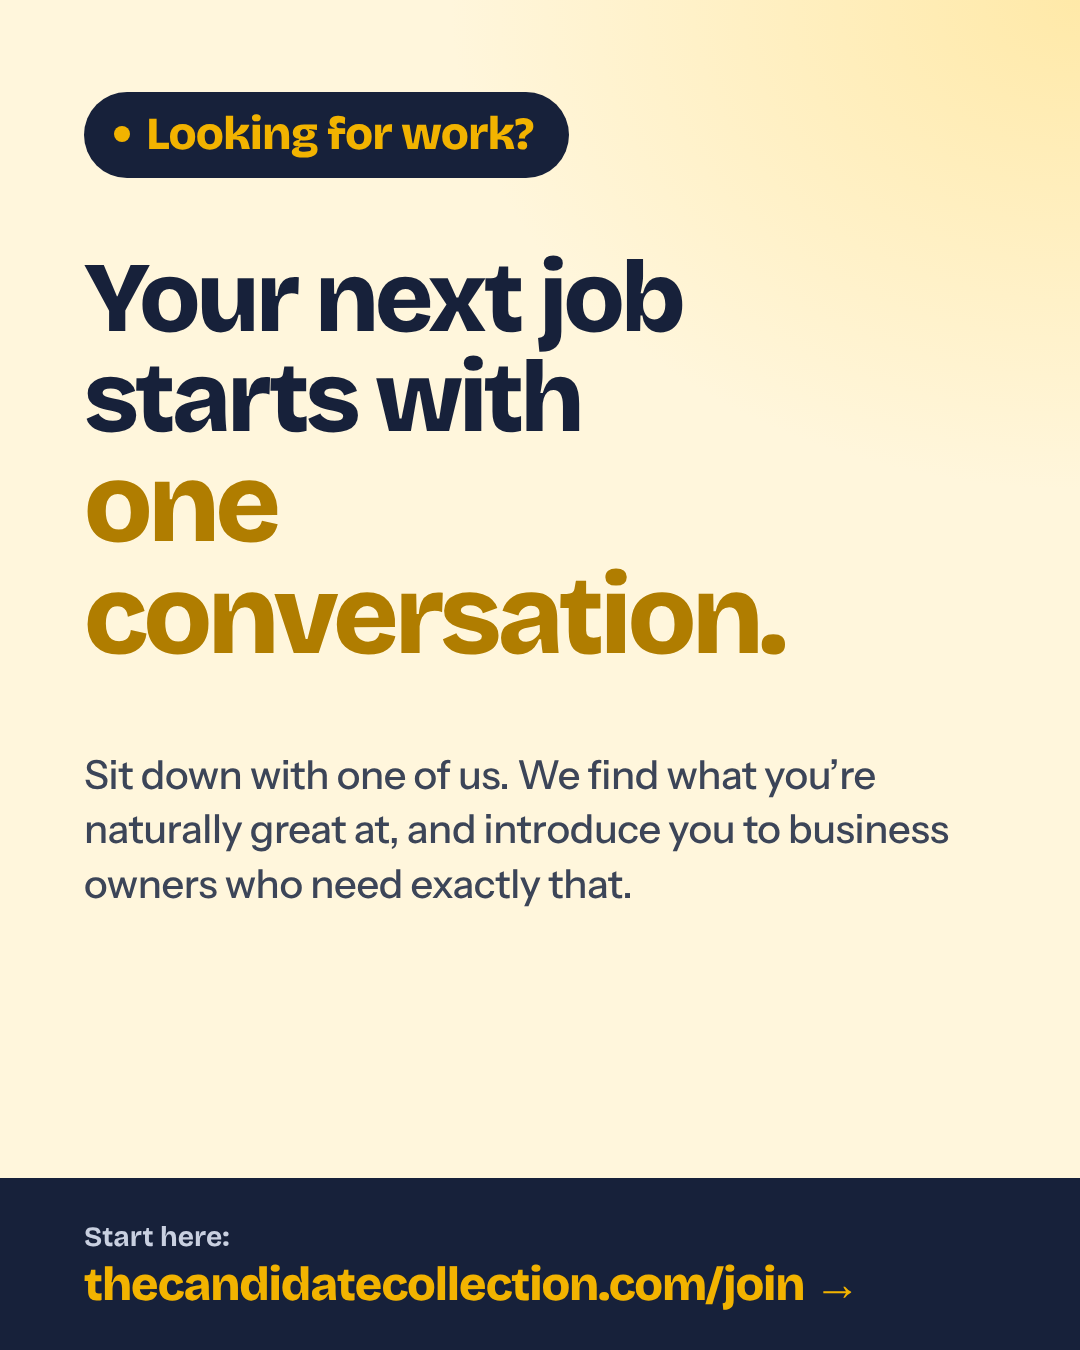 Looking for work?
Your next job
starts with
one
conversation.
Sit down with one of us. We find what you’re
naturally great at, and introduce you to business
owners who need exactly that.
Start here:
thecandidatecollection.com/join →